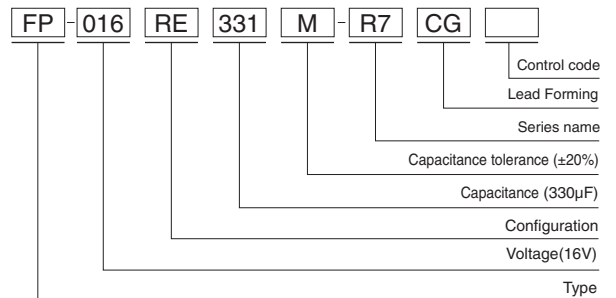 FP-016 RE 331 M-R7 CG
Control code
Lead Forming
Series name
Capacitance tolerance (±20%)
Capacitance (330µF)
Configuration
Voltage(16V)
Type